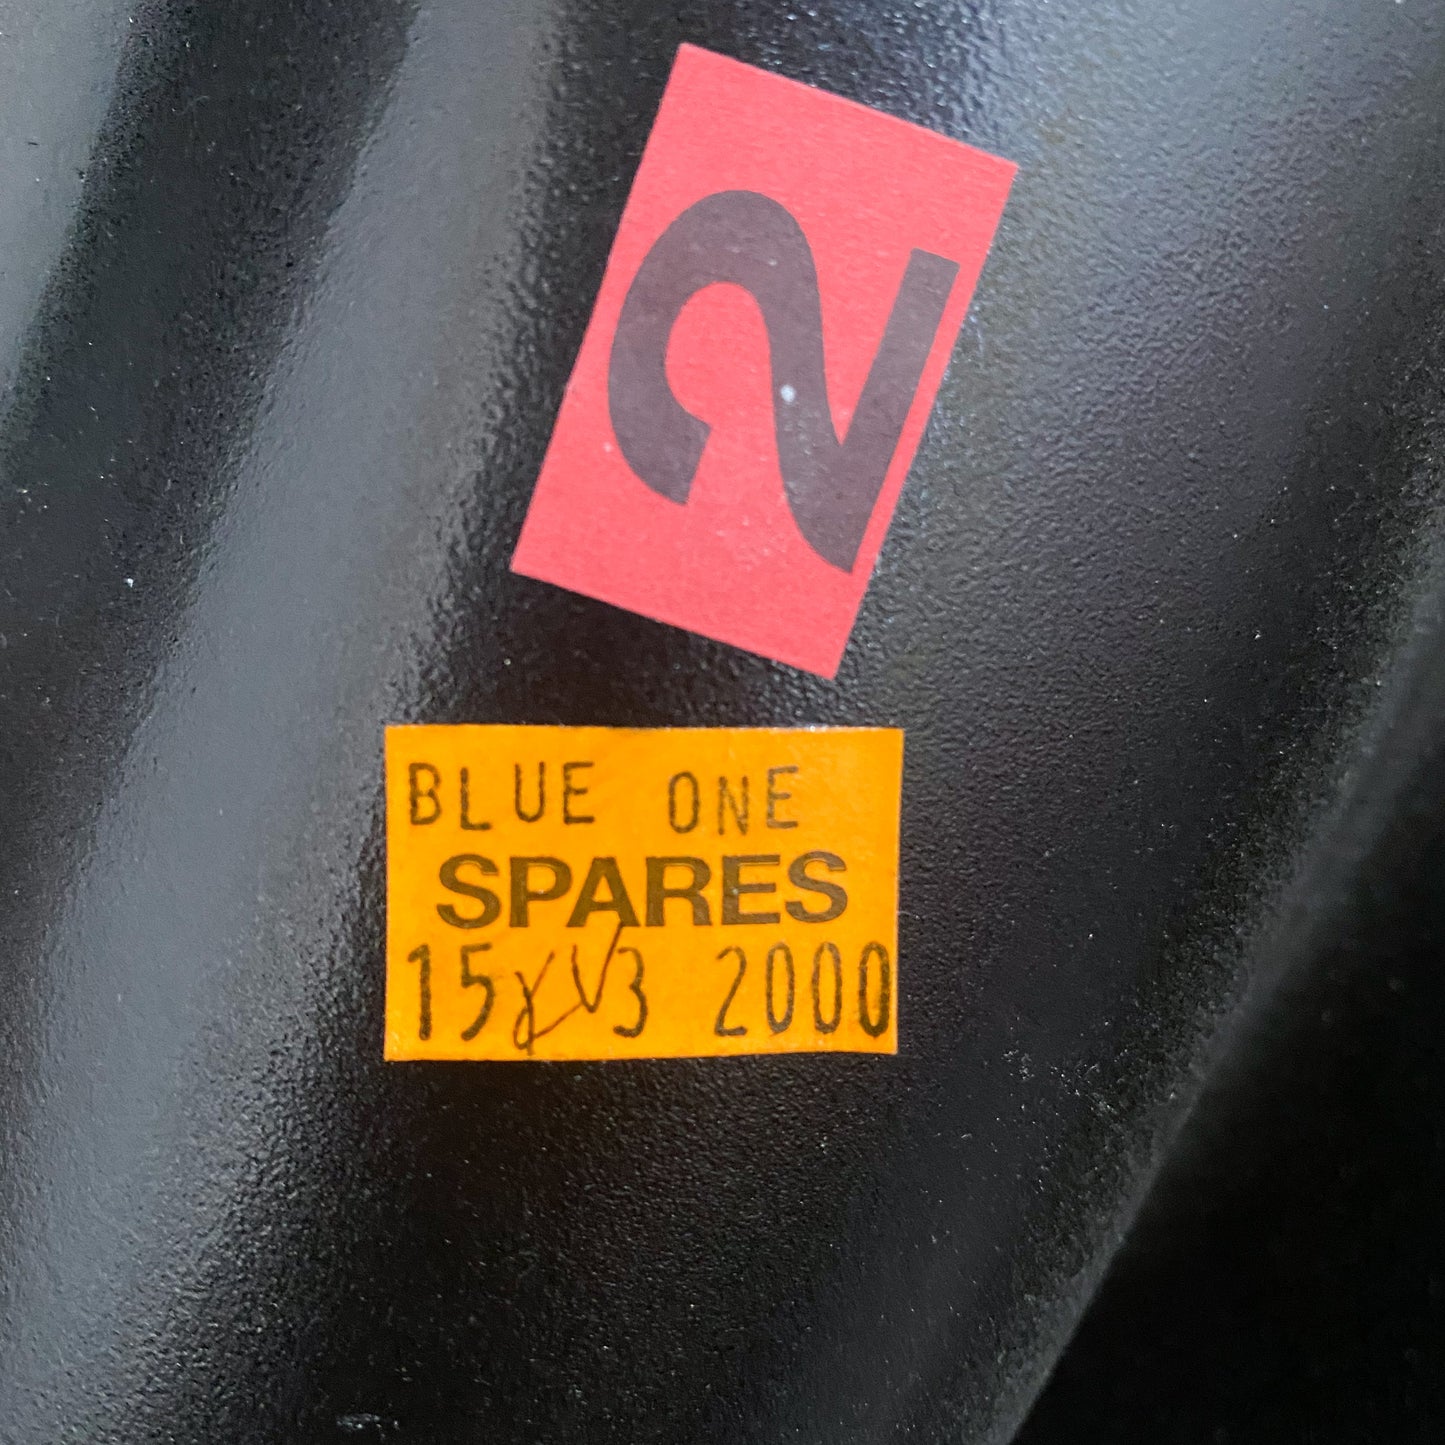 2
BLUE ONE
SPARES
15 3 2000